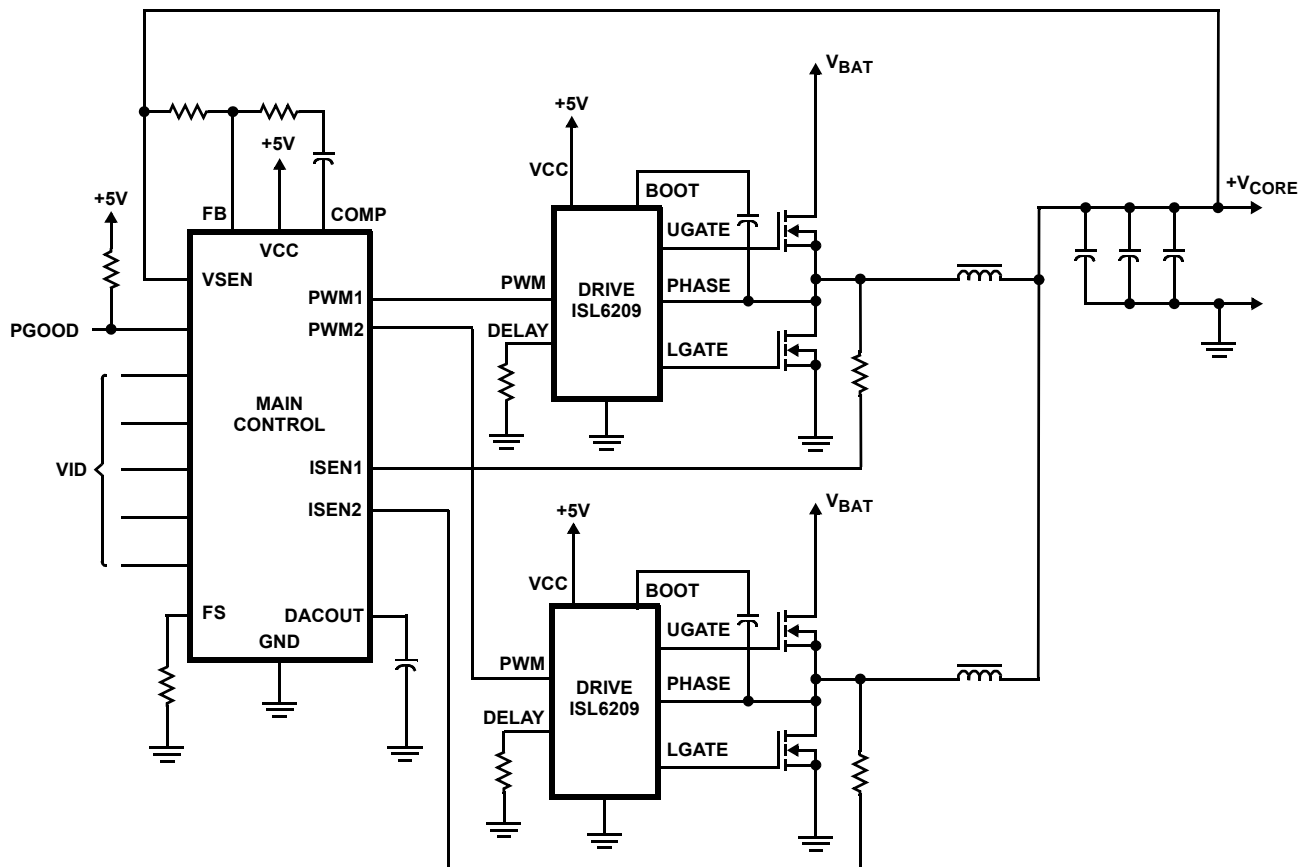 VBAT
+5V
+5V
VCC
BOOT
+VCORE
+5V
FB
COMP
VCC
UGATE
VSEN
PWM1
PWM
DRIVE
ISL6209
PHASE
PGOOD
PWM2
DELAY
LGATE
MAIN
CONTROL
VID
ISEN1
ISEN2
VBAT
+5V
VCC
BOOT
FS
DACOUT
GND
UGATE
PWM
DRIVE
ISL6209
PHASE
DELAY
LGATE